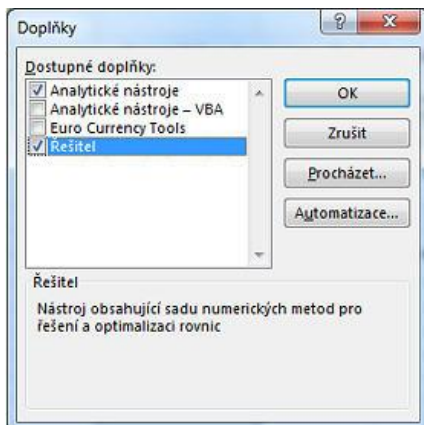 Doplňky
Dostupné doplňky:
Analytické nástroje
Analytické nástroje – VBA
Euro Currency Tools
Řešitel
OK
Zrušit
Procházet...
Automatizace...
Řešitel
Nástroj obsahující sadu numerických metod pro
řešení a optimalizaci rovnic